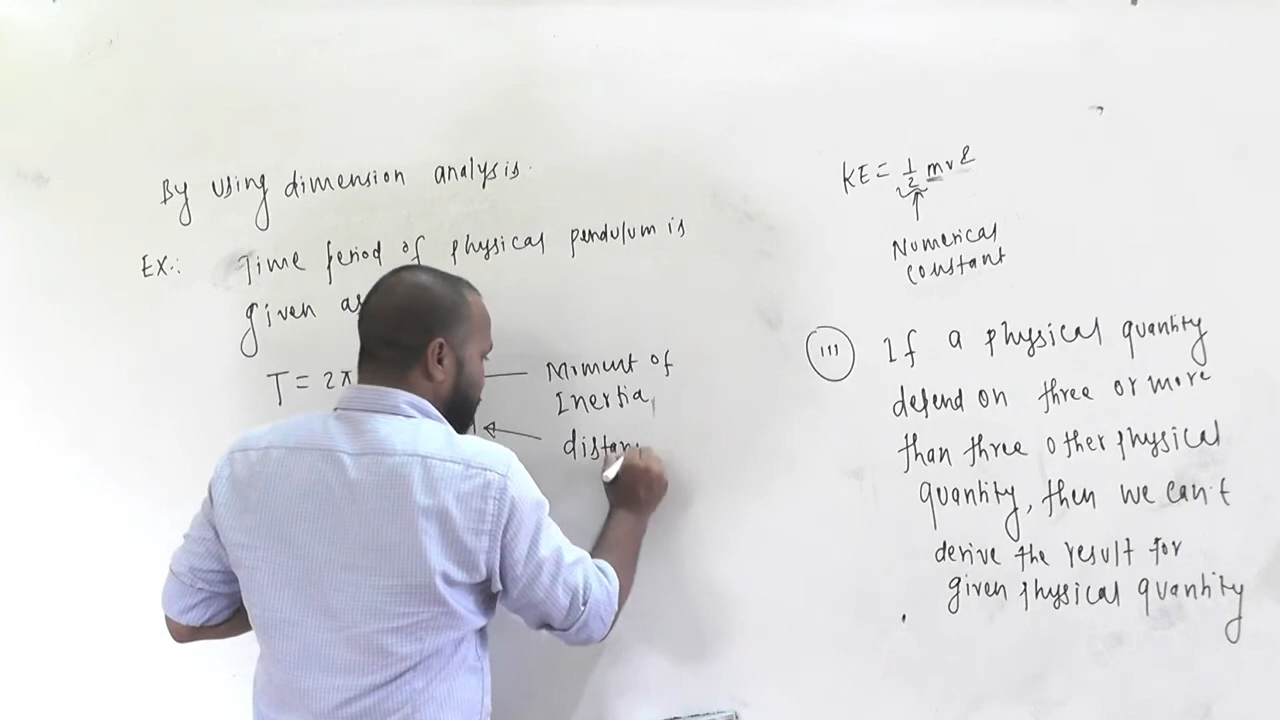 By using dimension analysis.
EX.: Time period of physical pendulum is
given as
T = 2π
Moment of
Inertia,
distan
KE = 1/2 mv2
Numerical
constant
(iii) If a physical quantity
depend on three or more
than three other physical
quantity, then we can't
derive the result for
given physical quantity